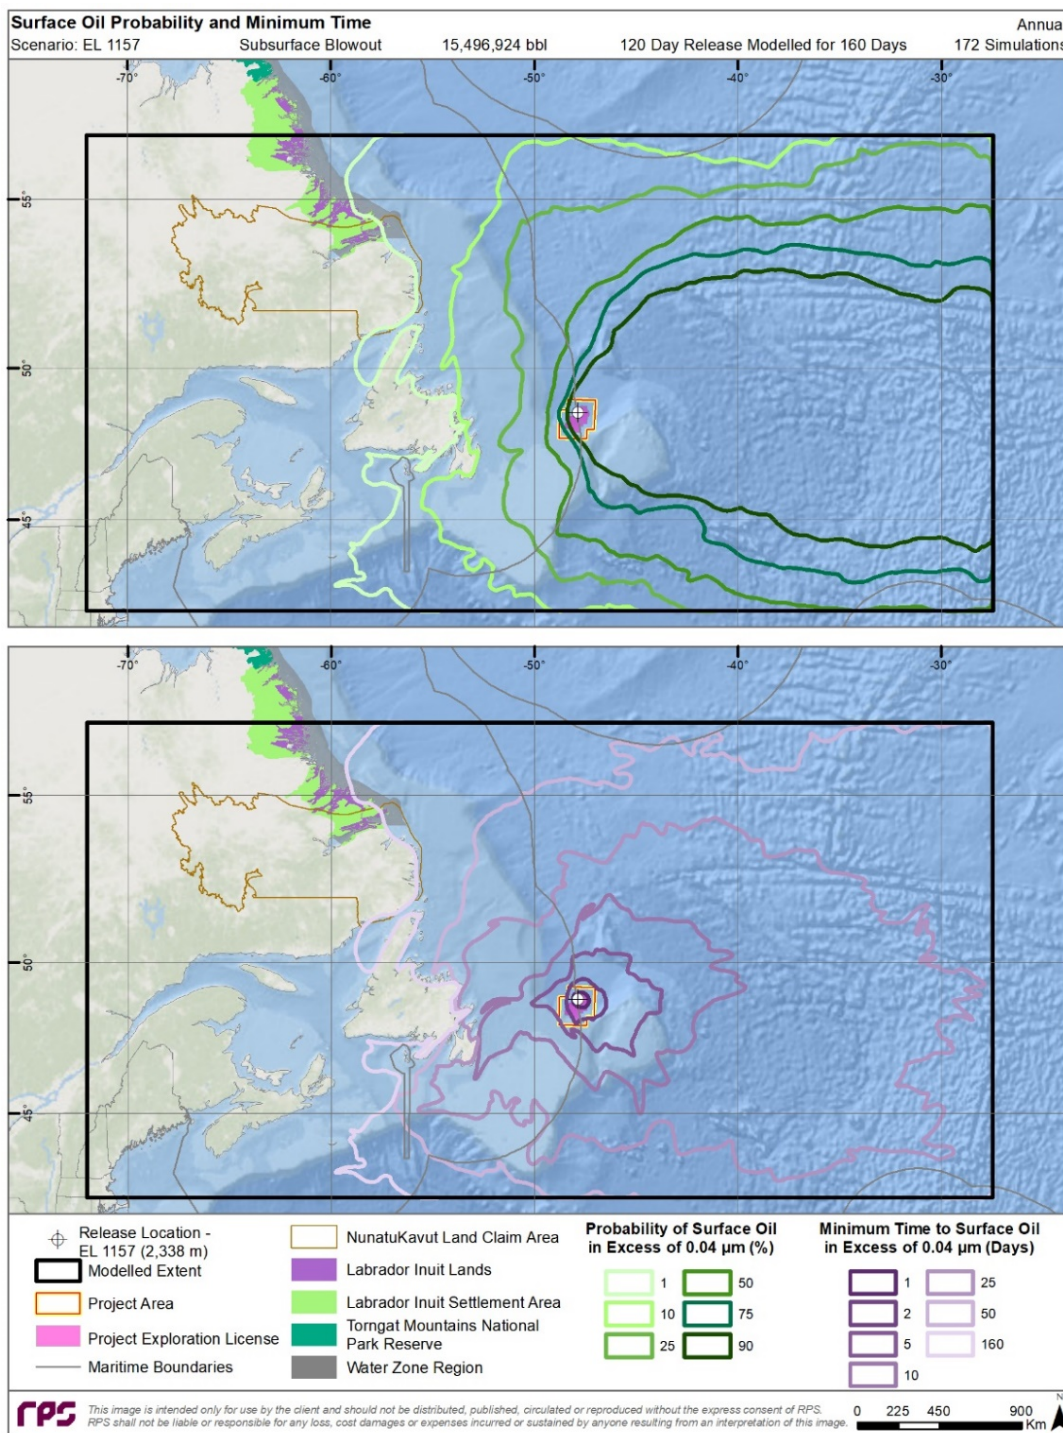 Surface Oil Probability and Minimum Time
Annual
Scenario: EL 1157
Subsurface Blowout
15,496,924 bbl
120 Day Release Modelled for 160 Days
172 Simulations
-70°
-60°
-50°
-40°
-30°
55°
50°
45°
-70°
-60°
-50°
-40°
-30°
55°
50°
45°
Release Location -
EL 1157 (2,338 m)
Modelled Extent
Project Area
Project Exploration License
Maritime Boundaries
NunatuKavut Land Claim Area
Labrador Inuit Lands
Labrador Inuit Settlement Area
Torngat Mountains National
Park Reserve
Water Zone Region
Probability of Surface Oil
in Excess of 0.04 µm (%)
1
10
25
50
75
90
Minimum Time to Surface Oil
in Excess of 0.04 µm (Days)
1
2
5
10
25
50
160
rps
This image is intended only for use by the client and should not be distributed, published, circulated or reproduced without the express consent of RPS.
RPS shall not be liable or responsible for any loss, cost damages or expenses incurred or sustained by anyone resulting from an interpretation of this image.
0 225 450 900
Km
N